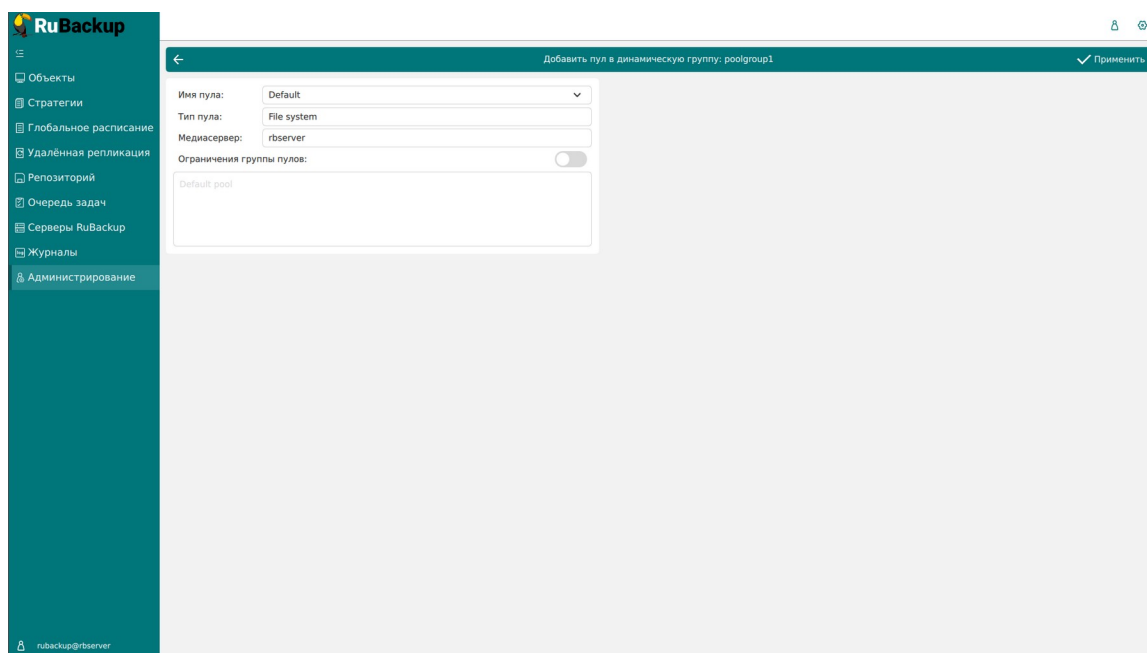 RuBackup
Объекты
Стратегии
Глобальное расписание
Удалённая репликация
Репозиторий
Очередь задач
Серверы RuBackup
Журналы
Администрирование
rubackup@rbserver
Добавить пул в динамическую группу: poolgroup1
Применить
Имя пула: Default
Тип пула: File system
Медиасервер: rbserver
Ограничения группы пулов:
Default pool